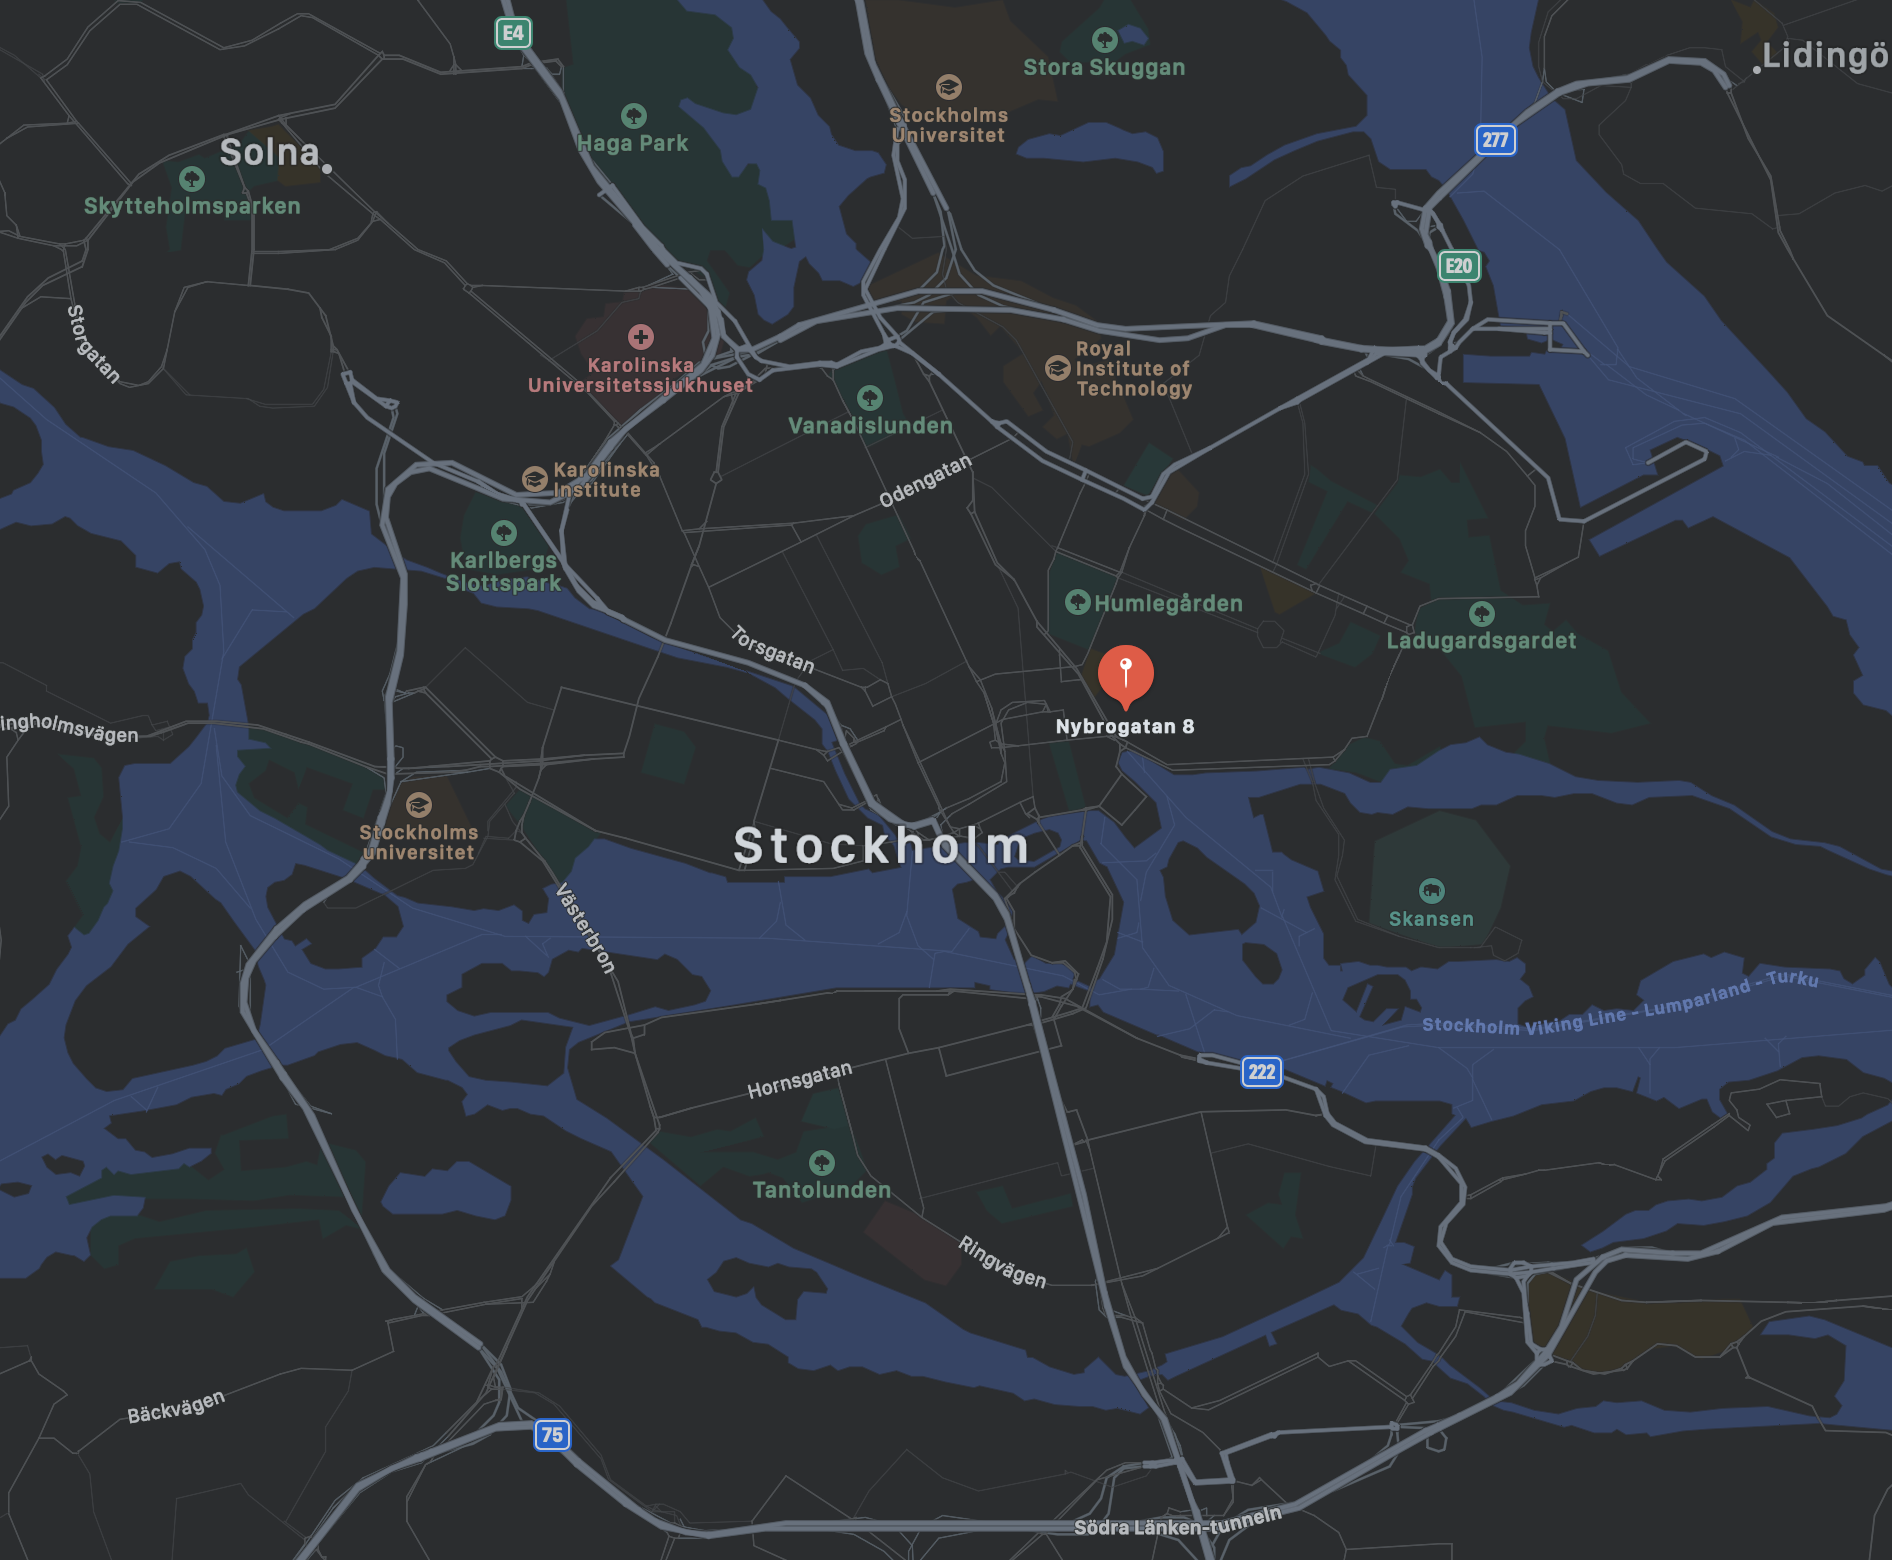 E4
Stora Skuggan
Lidingö
Stockholms
Universitet
Haga Park
277
Solna
Skytteholmsparken
E20
Storgatan
Karolinska
Universitetssjukhuset
Royal
Institute of
Technology
Vanadislunden
Karolinska
Institute
Odengatan
Karlbergs
Slottspark
Humlegården
Ladugardsgardet
Torsgatan
ingholmsvägen
Nybrogatan 8
Stockholms
universitet
Stockholm
Västerbron
Skansen
Stockholm Viking Line - Lumparland - Turku
Hornsgatan
222
Tantolunden
Ringvägen
Bäckvägen
75
Södra Länken-tunneln